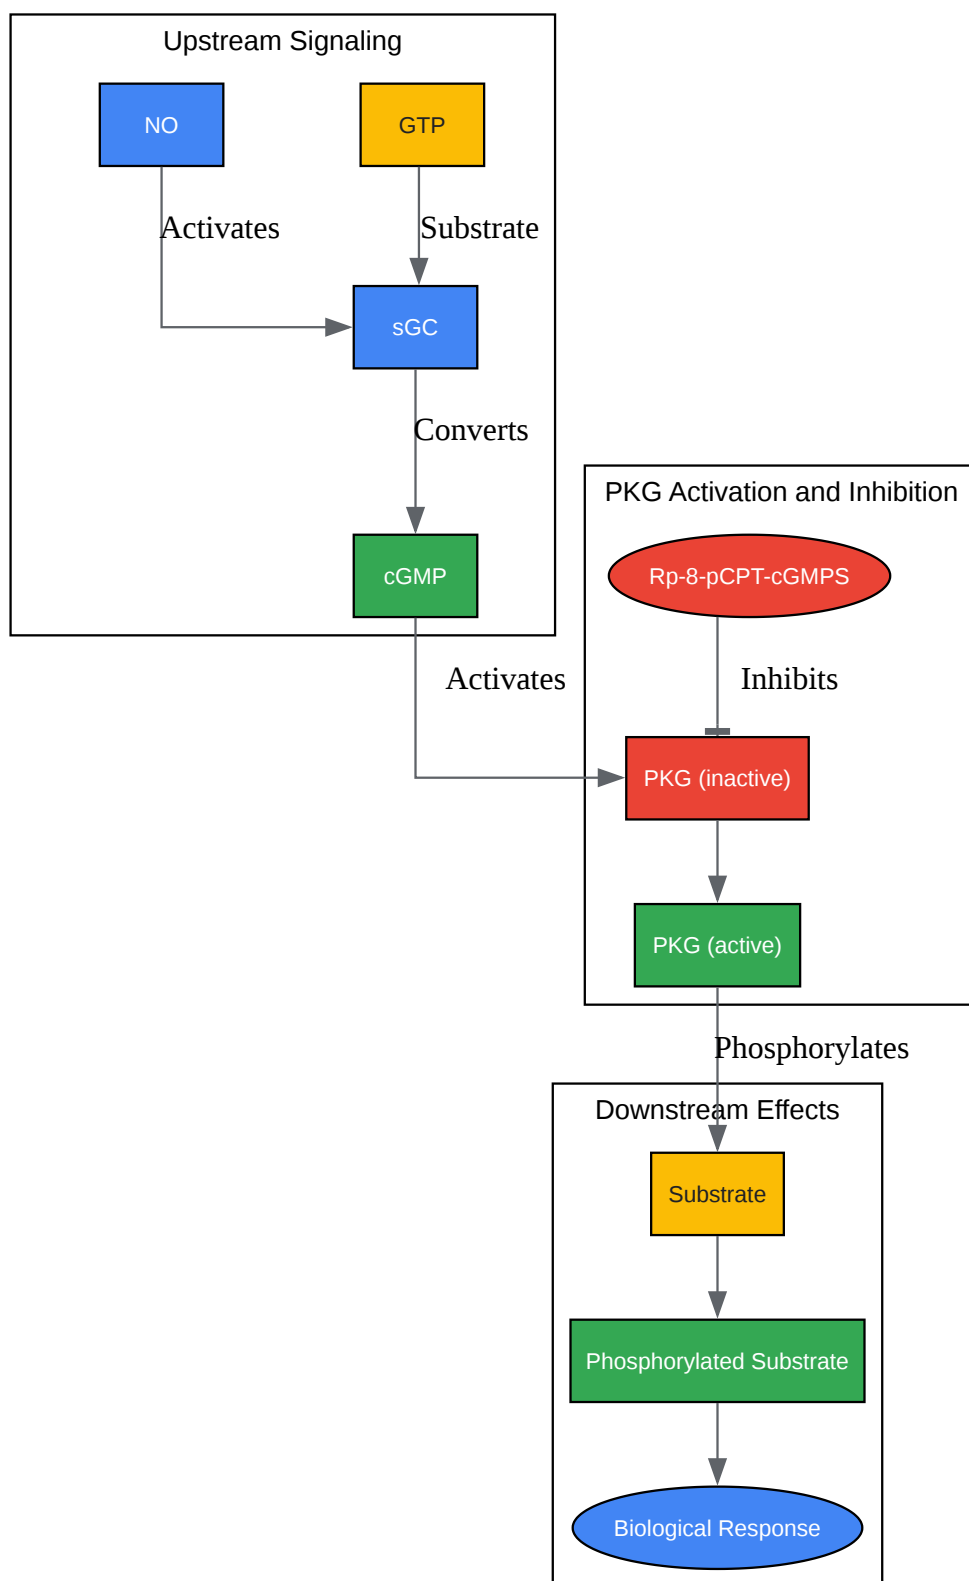 Upstream Signaling
NO
GTP
Activates
Substrate
sGC
Converts
cGMP
PKG Activation and Inhibition
Rp-8-pCPT-cGMPS
Activates
Inhibits
PKG (inactive)
PKG (active)
Phosphorylates
Downstream Effects
Substrate
Phosphorylated Substrate
Biological Response